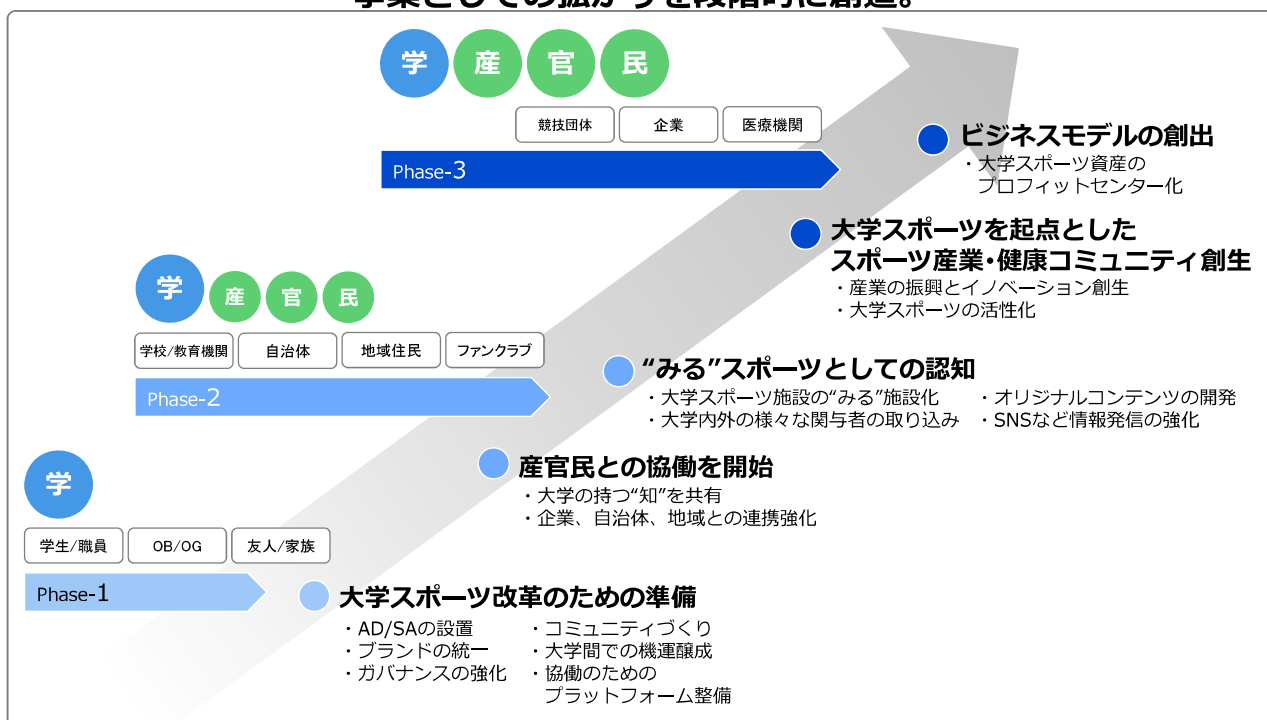 事業としての拡がりを段階的に創造。
学 産 官 民
競技団体 企業 医療機関
Phase-3
ビジネスモデルの創出
・大学スポーツ資産の
プロフィットセンター化
大学スポーツを起点とした
スポーツ産業・健康コミュニティ創生
・産業の振興とイノベーション創生
・大学スポーツの活性化
学 産 官 民
学校/教育機関 自治体 地域住民 ファンクラブ
Phase-2
“みる”スポーツとしての認知
・大学スポーツ施設の“みる”施設化 ・オリジナルコンテンツの開発
・大学内外の様々な関与者の取り込み ・SNSなど情報発信の強化
産官民との協働を開始
・大学の持つ“知”を共有
・企業、自治体、地域との連携強化
学
学生/職員 OB/OG 友人/家族
Phase-1
大学スポーツ改革のための準備
・AD/SAの設置 ・コミュニティづくり
・ブランドの統一 ・大学間での機運醸成
・ガバナンスの強化 ・協働のための
プラットフォーム整備